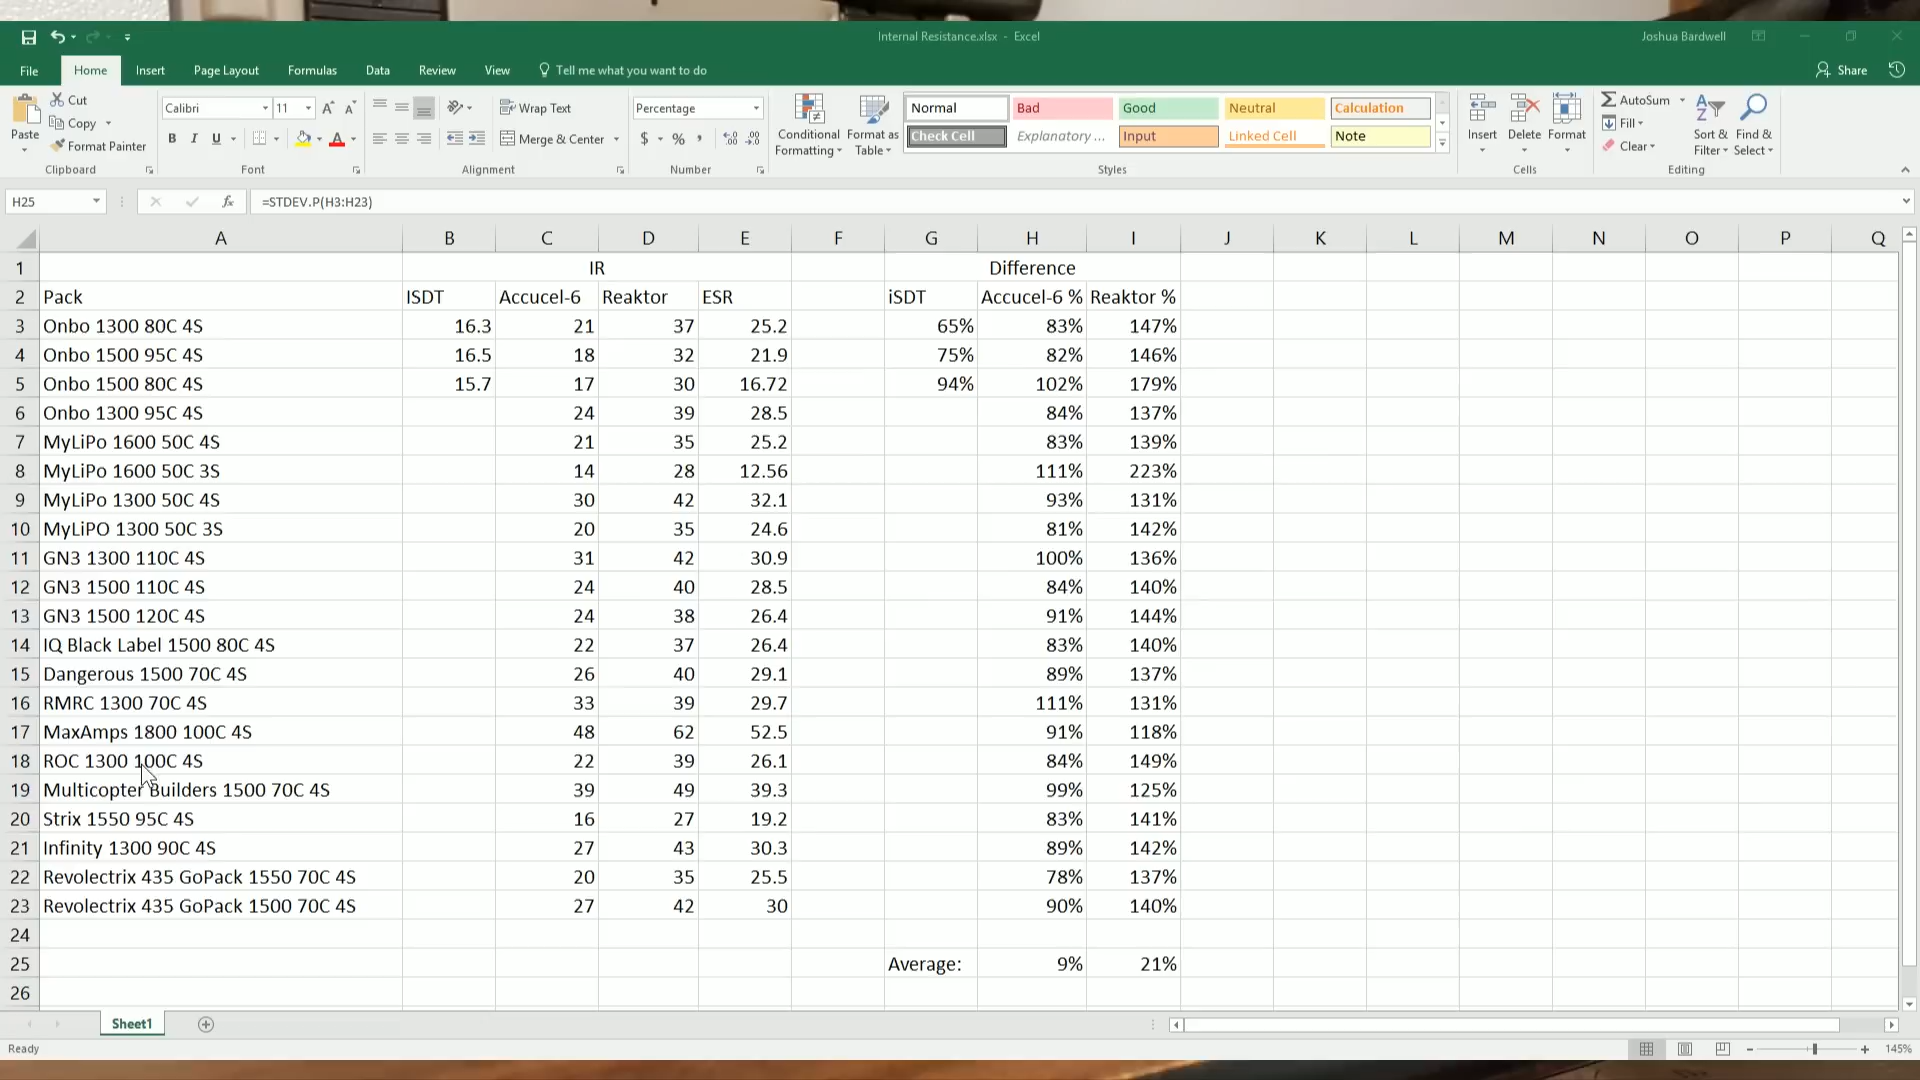 Internal Resistance.xlsx - Excel
Joshua Bardwell
File Home Insert Page Layout Formulas Data Review View Tell me what you want to do Share
Paste Cut Copy Format Painter
Calibri 11 B I U
Wrap Text Merge & Center
Percentage $ % ,
Conditional Formatting Format as Table
Normal Bad Good Neutral Calculation
Check Cell Explanatory ... Input Linked Cell Note
Insert Delete Format
AutoSum Fill Clear Sort & Filter Find & Select
Clipboard Font Alignment Number Styles Cells Editing
H25 fx =STDEV.P(H3:H23)
A B C D E F G H I J K L M N O P Q
1 IR Difference
2 Pack ISDT Accucel-6 Reaktor ESR iSDT Accucel-6 % Reaktor %
3 Onbo 1300 80C 4S 16.3 21 37 25.2 65% 83% 147%
4 Onbo 1500 95C 4S 16.5 18 32 21.9 75% 82% 146%
5 Onbo 1500 80C 4S 15.7 17 30 16.72 94% 102% 179%
6 Onbo 1300 95C 4S 24 39 28.5 84% 137%
7 MyLiPo 1600 50C 4S 21 35 25.2 83% 139%
8 MyLiPo 1600 50C 3S 14 28 12.56 111% 223%
9 MyLiPo 1300 50C 4S 30 42 32.1 93% 131%
10 MyLiPO 1300 50C 3S 20 35 24.6 81% 142%
11 GN3 1300 110C 4S 31 42 30.9 100% 136%
12 GN3 1500 110C 4S 24 40 28.5 84% 140%
13 GN3 1500 120C 4S 24 38 26.4 91% 144%
14 IQ Black Label 1500 80C 4S 22 37 26.4 83% 140%
15 Dangerous 1500 70C 4S 26 40 29.1 89% 137%
16 RMRC 1300 70C 4S 33 39 29.7 111% 131%
17 MaxAmps 1800 100C 4S 48 62 52.5 91% 118%
18 ROC 1300 100C 4S 22 39 26.1 84% 149%
19 Multicopter Builders 1500 70C 4S 39 49 39.3 99% 125%
20 Strix 1550 95C 4S 16 27 19.2 83% 141%
21 Infinity 1300 90C 4S 27 43 30.3 89% 142%
22 Revolectrix 435 GoPack 1550 70C 4S 20 35 25.5 78% 137%
23 Revolectrix 435 GoPack 1500 70C 4S 27 42 30 90% 140%
24
25 Average: 9% 21%
26
Sheet1
Ready 145%